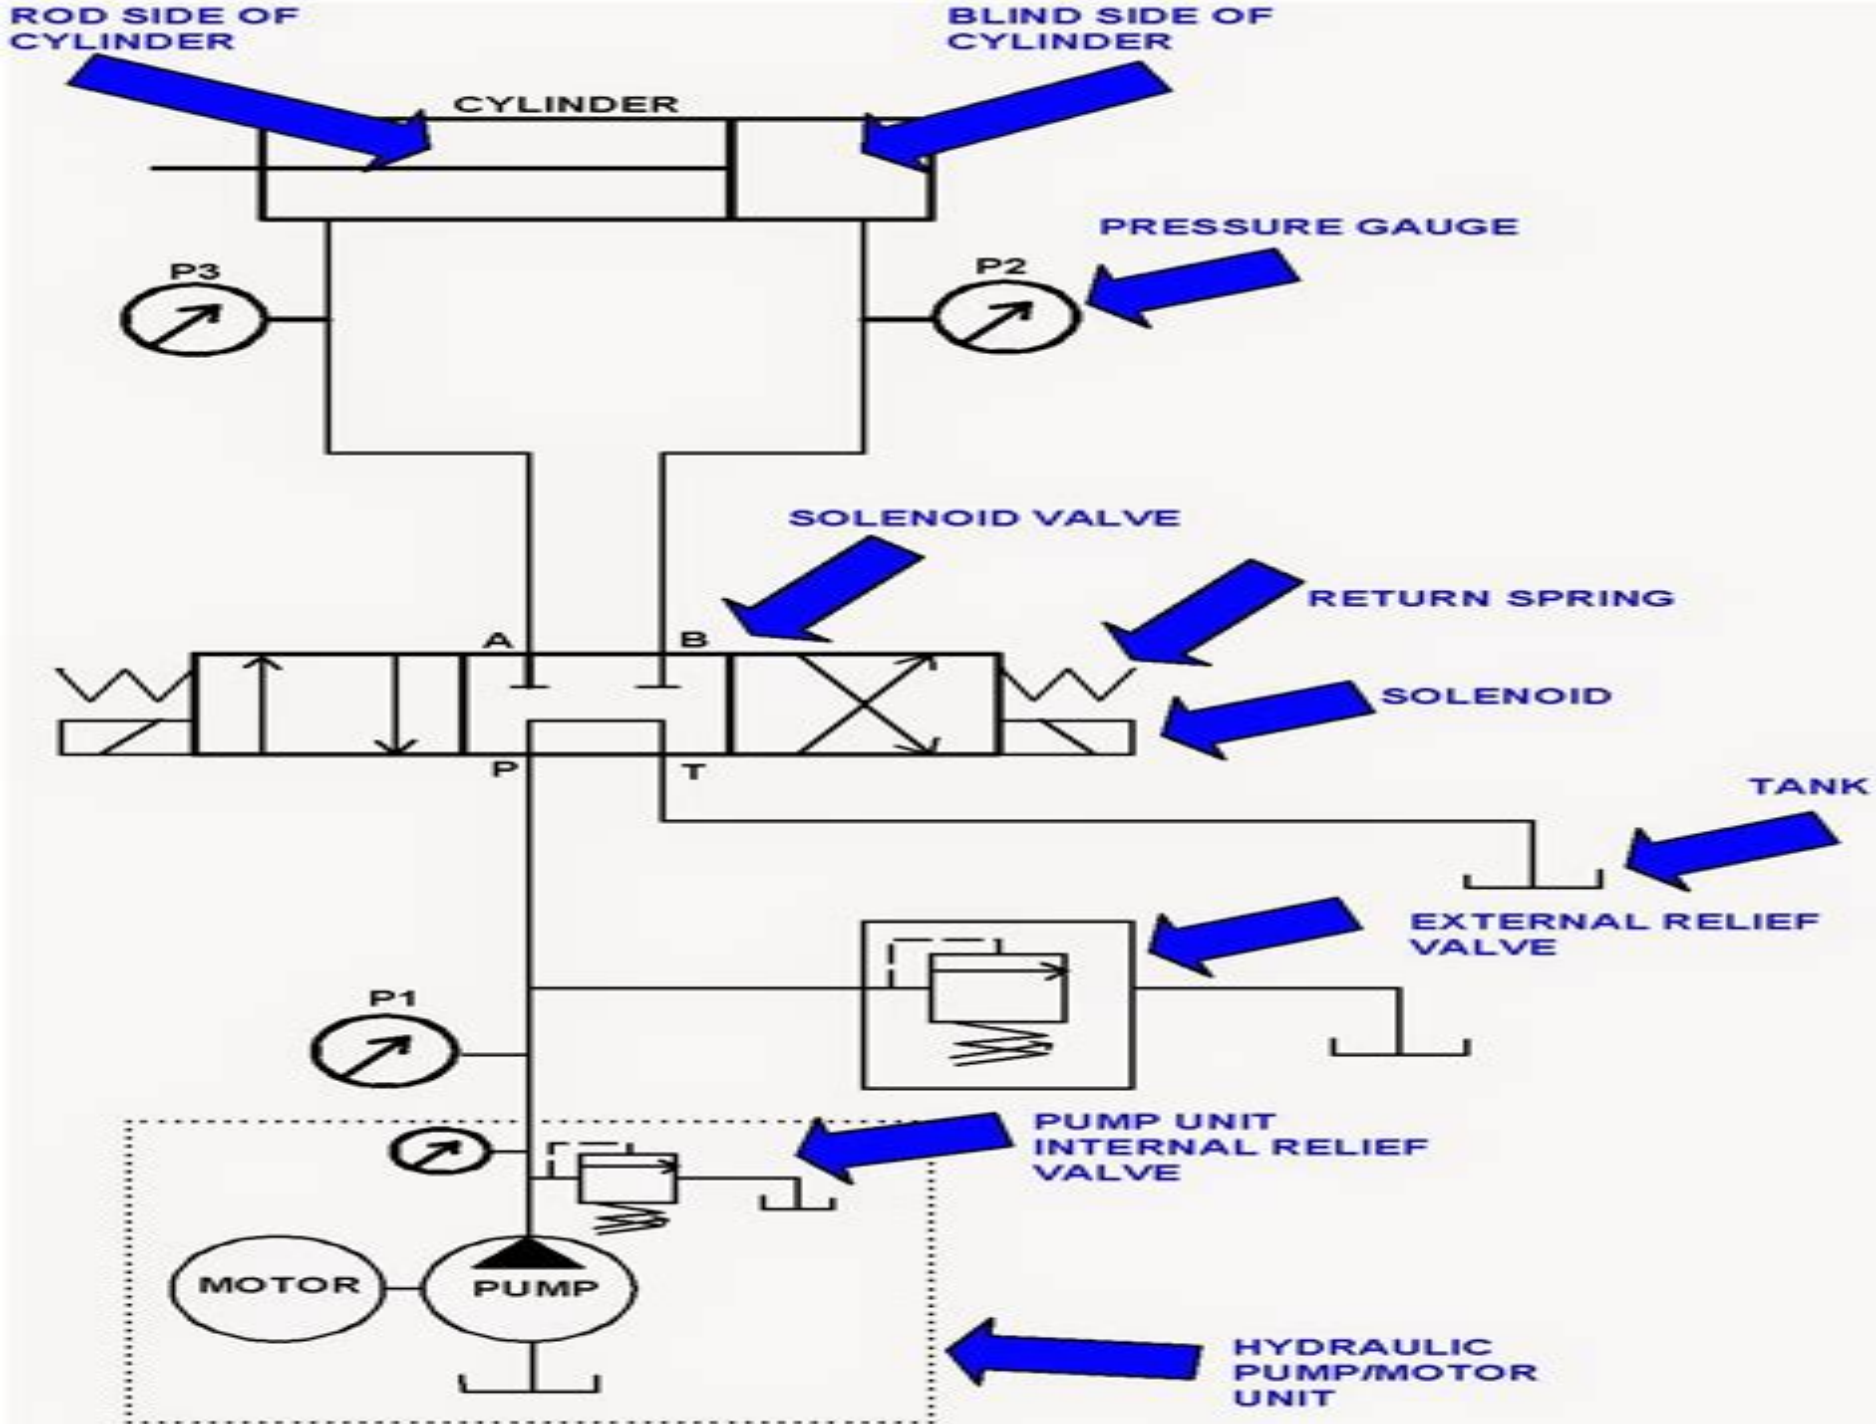 ROD SIDE OF
CYLINDER
BLIND SIDE OF
CYLINDER
CYLINDER
PRESSURE GAUGE
P3
P2
SOLENOID VALVE
RETURN SPRING
A
B
SOLENOID
P
T
TANK
EXTERNAL RELIEF
VALVE
P1
PUMP UNIT
INTERNAL RELIEF
VALVE
MOTOR
PUMP
HYDRAULIC
PUMP/MOTOR
UNIT